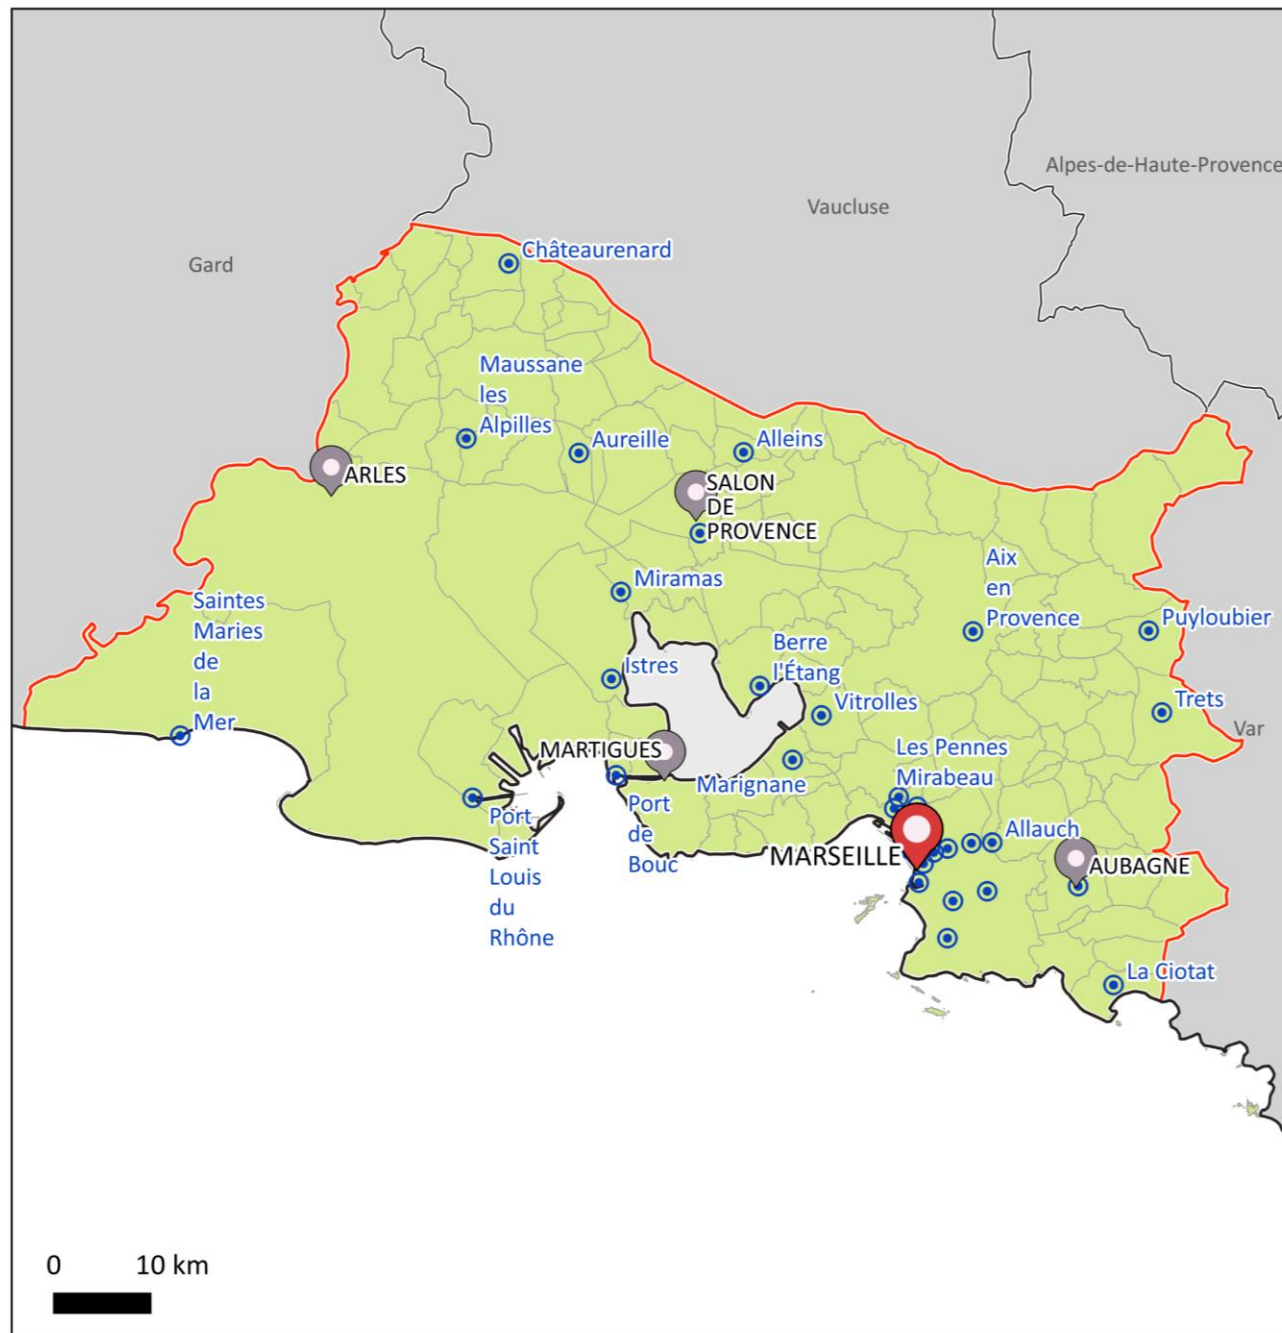 Alpes-de-Haute-Provence
Vaucluse
Gard
Châteaurenard
Maussane
les
Alpilles
Aureille
Alleins
ARLES
SALON
DE
PROVENCE
Miramas
Aix
en
Provence
Saintes
Maries
de
la
Mer
Puyloubier
Berre
l'Étang
Istres
Vitrolles
Trets
Var
MARTIGUES
Marignane
Les Pennes
Mirabeau
Port
Saint
Louis
du
Rhône
Port
de
Bouc
Allauch
MARSEILLE
AUBAGNE
La Ciotat
0 10 km